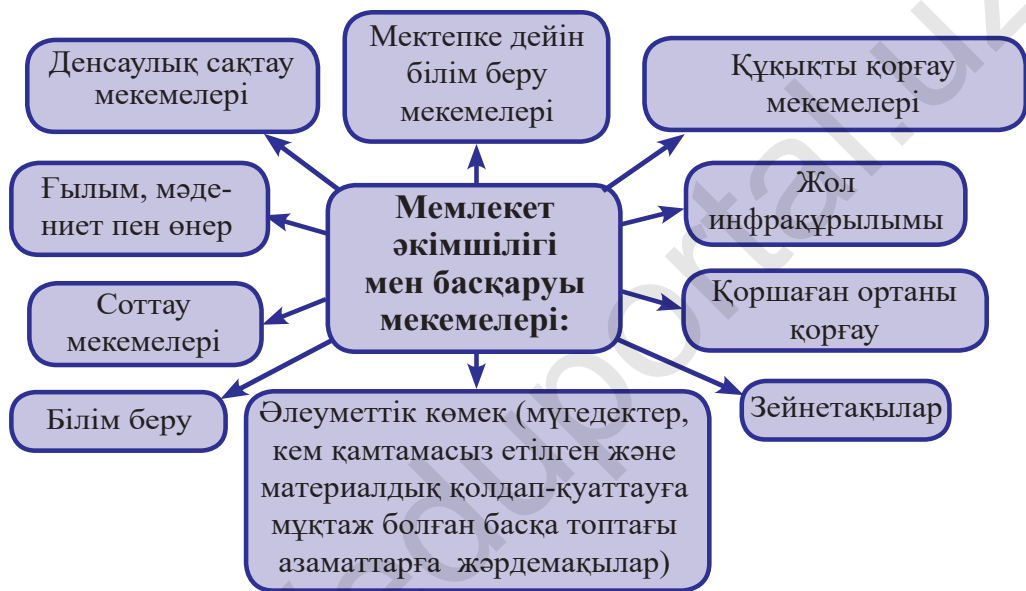 Денсаулық сақтау
мекемелері
Мектепке дейін
білім беру
мекемелері
Құқықты қорғау
мекемелері
Ғылым, мәде-
ниет пен өнер
Мемлекет
әкімшілігі
мен басқаруы
мекемелері:
Жол
инфрақұрылымы
Соттау
мекемелері
Қоршаған ортаны
қорғау
Білім беру
Әлеуметтік көмек (мүгедектер,
кем қамтамасыз етілген және
материалдық қолдап-қуаттауға
мұқтаж болған басқа топтағы
азаматтарға жәрдемақылар)
Зейнетақылар
eduportal.uz